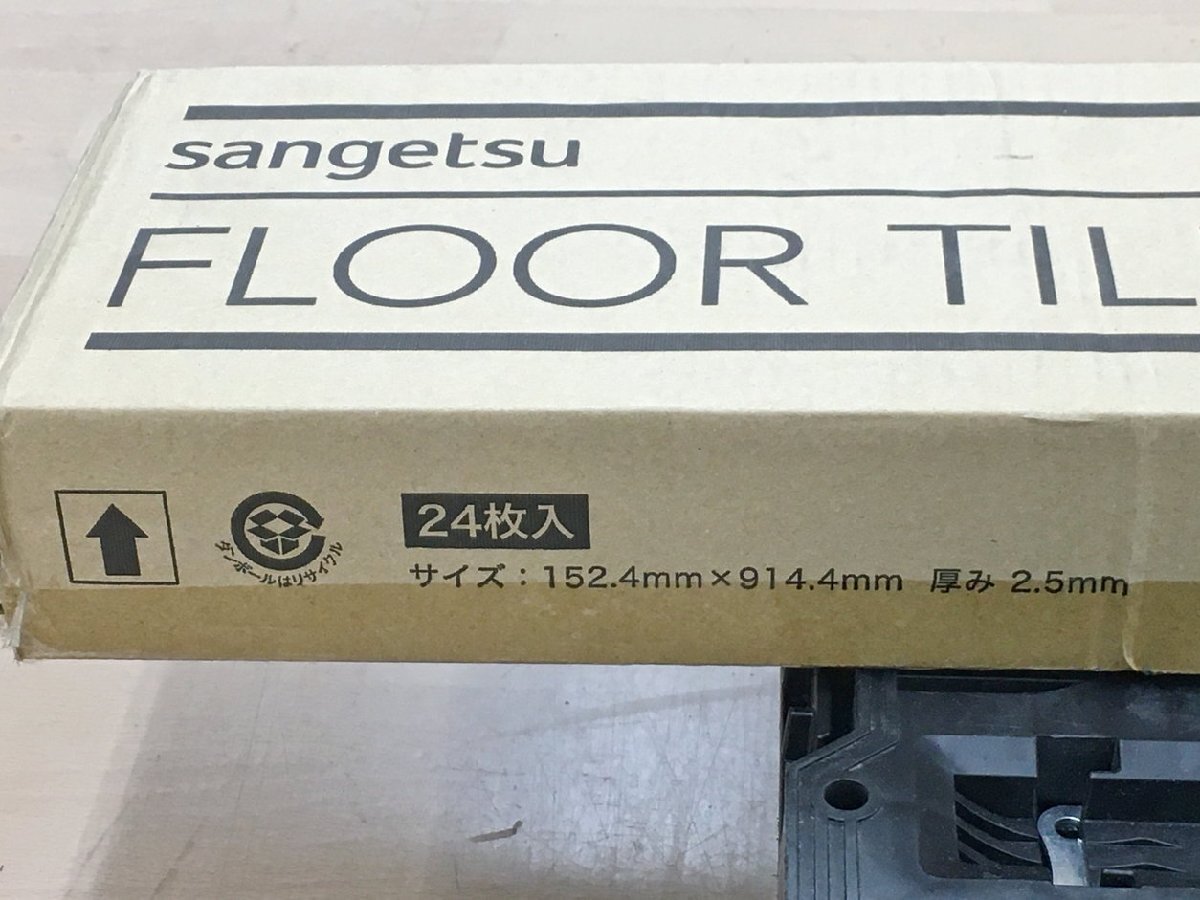 sangetsu
FLOOR TIL
24枚入
サイズ：152.4mm×914.4mm 厚み 2.5mm
ダンボールはリサイクル